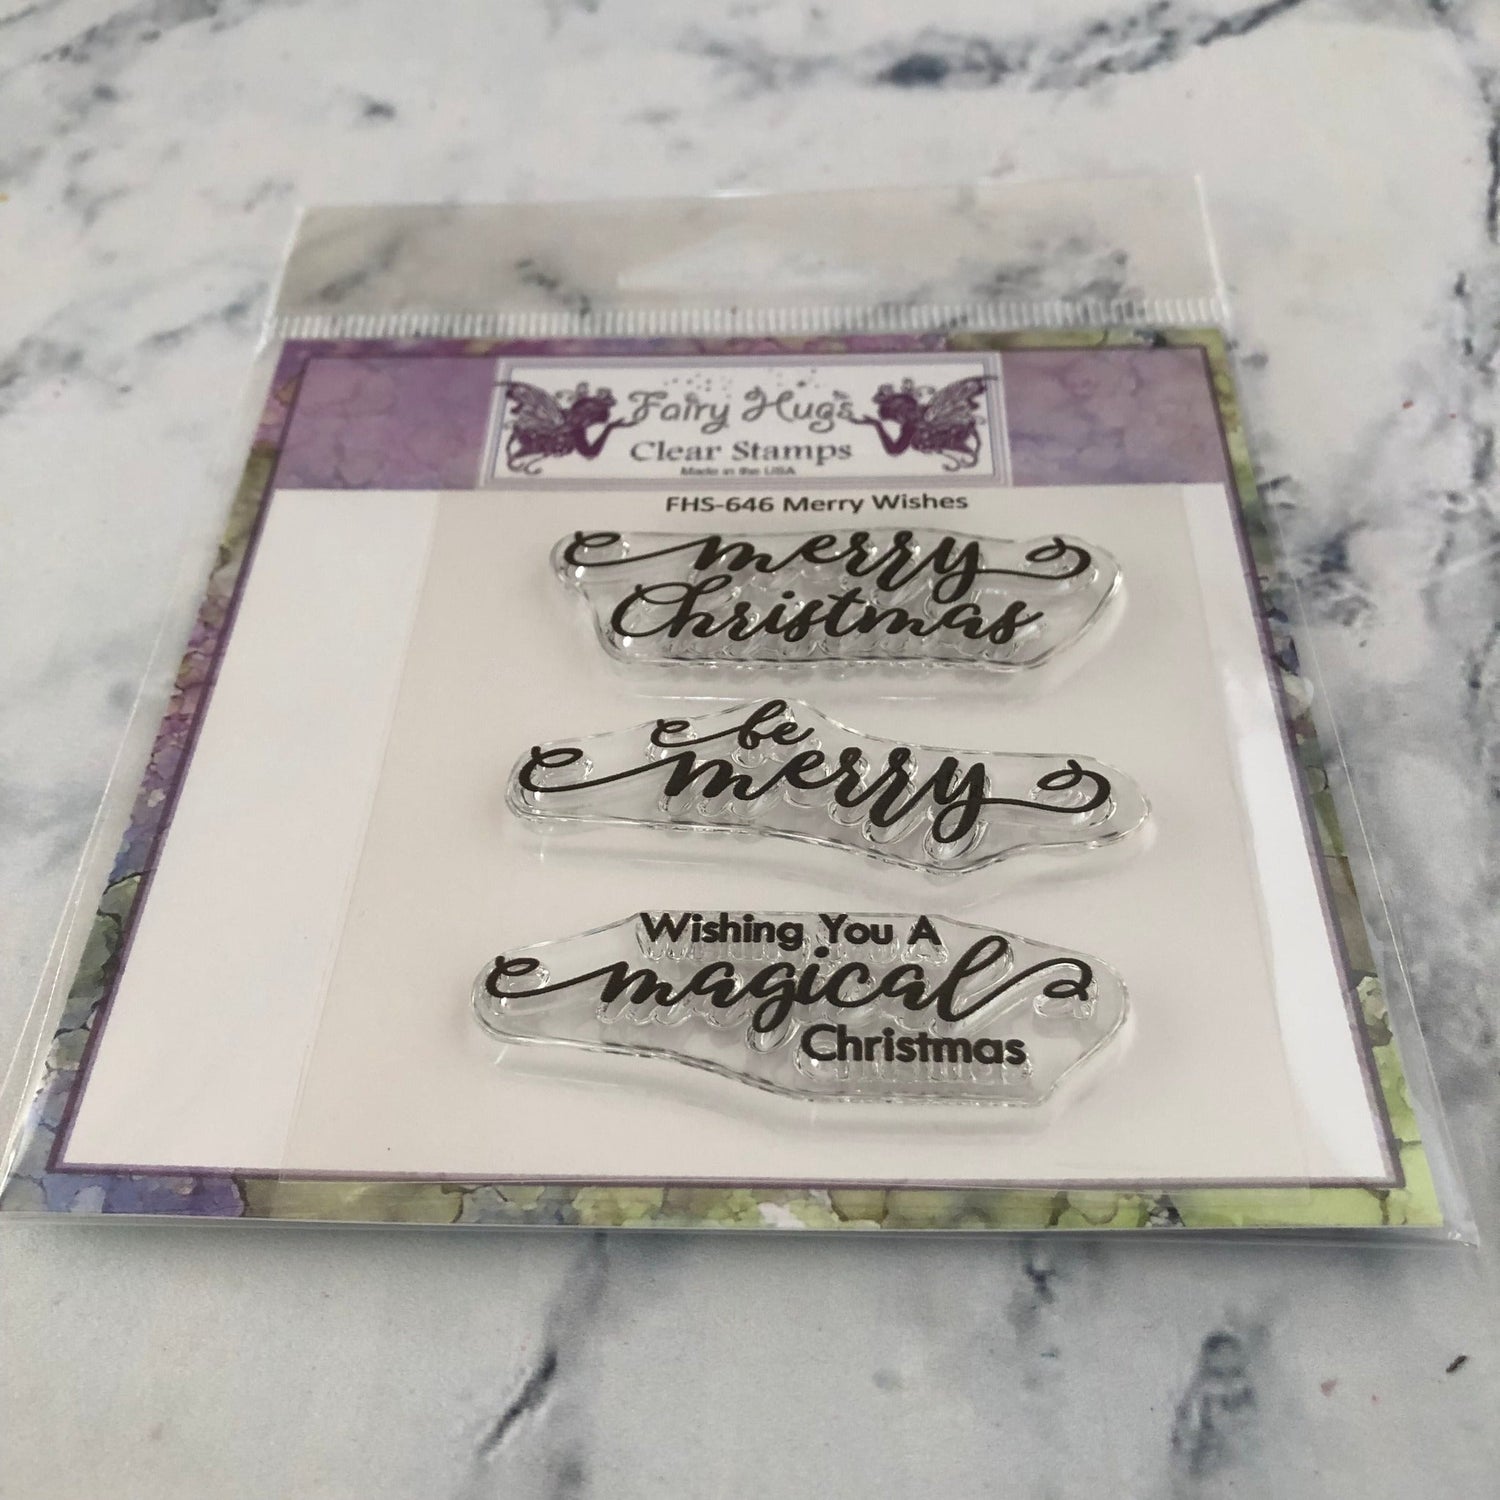 Fairy Hugs
Clear Stamps
Made in the USA
FHS-646 Merry Wishes
merry
Christmas
be
merry
Wishing You A
magical
Christmas